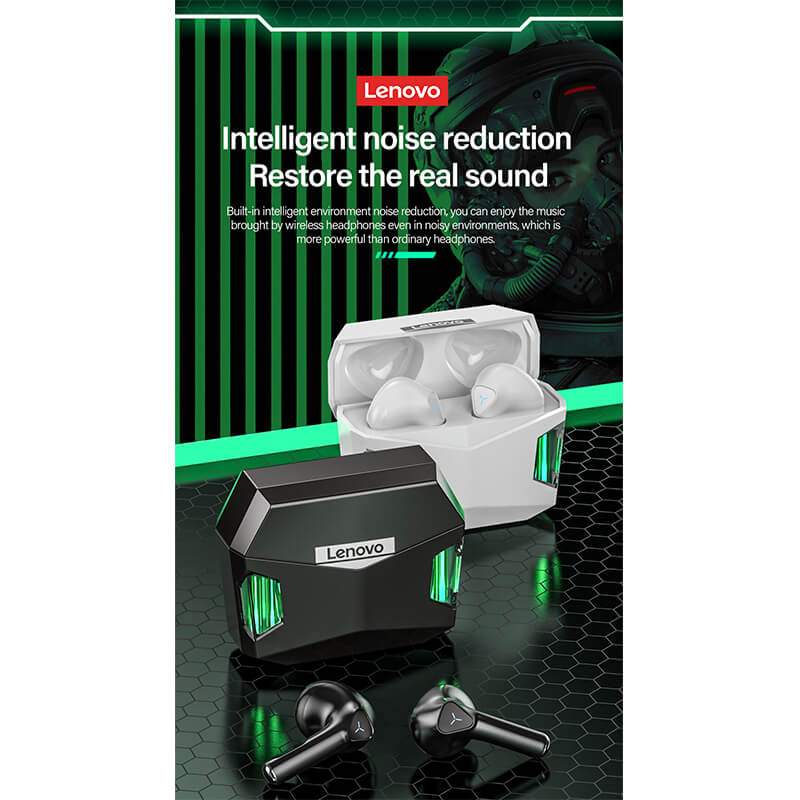 Lenovo
Intelligent noise reduction
Restore the real sound
Built-in intelligent environment noise reduction, you can enjoy the music
brought by wireless headphones even in noisy environments, which is
more powerful than ordinary headphones.
Lenovo
Lenovo